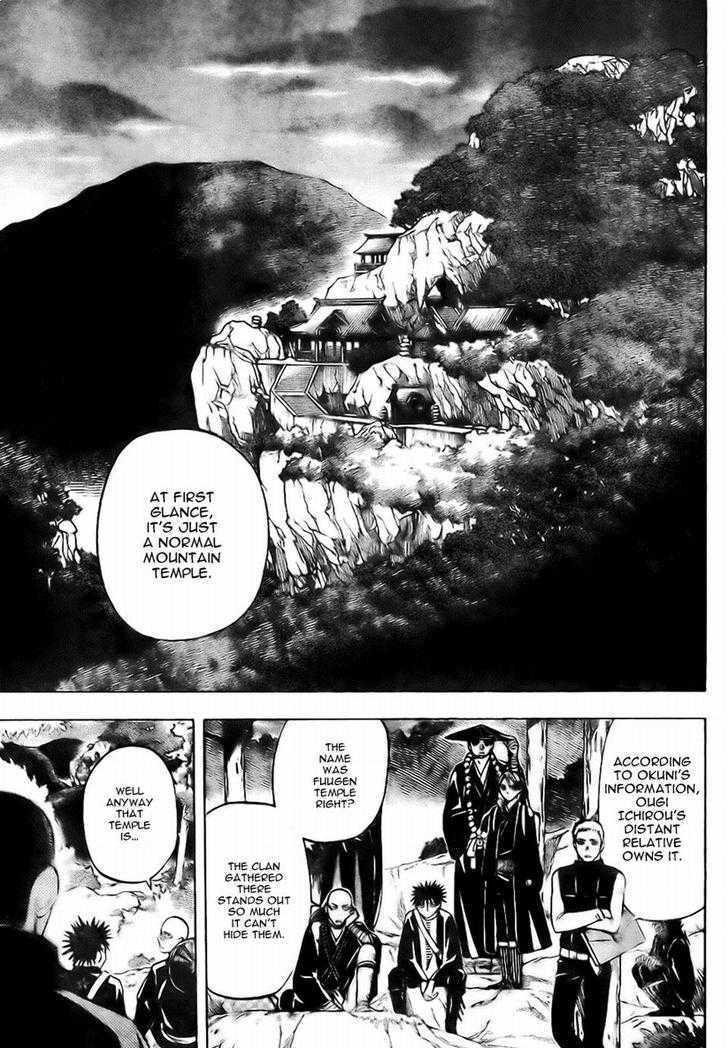 AT FIRST
GLANCE,
IT'S JUST
A NORMAL
MOUNTAIN
TEMPLE.
ACCORDING
TO OKUNI'S
INFORMATION,
OUGI
ICHIROU'S
DISTANT
RELATIVE
OWNS IT.
THE
NAME
WAS
FUUGEN
TEMPLE
RIGHT?
THE CLAN
GATHERED
THERE
STANDS OUT
SO MUCH
IT CAN'T
HIDE THEM.
WELL
ANYWAY
THAT
TEMPLE
IS...